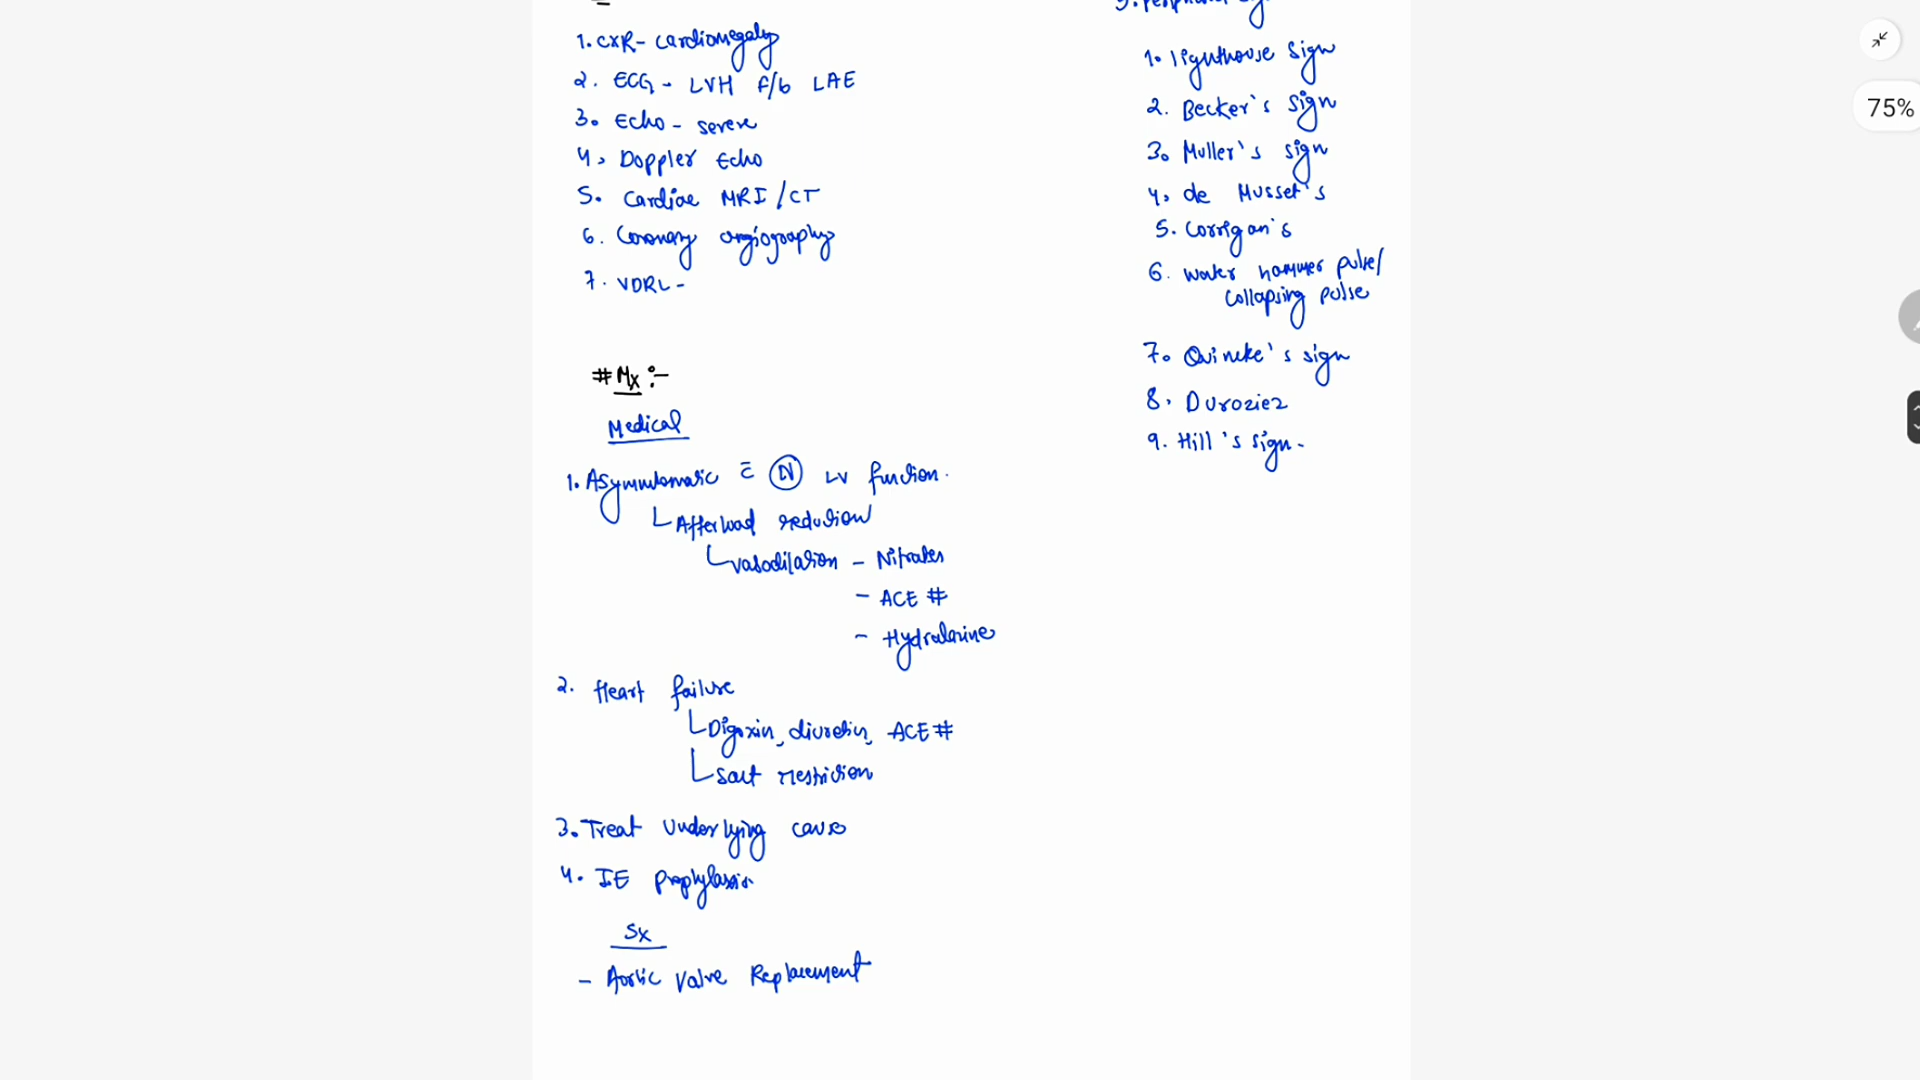 1. CXR - cardiomegaly
2. ECG - LVH f/b LAE
3. Echo - severe
4. Doppler Echo
5. Cardiac MRI / CT
6. Coronary angiography
7. VDRL -
# Mx :-
Medical
1. Asymptomatic c̄ Ⓝ LV function.
Afterload reduction
vasodilation - Nitrates
- ACE #
- Hydralazine
2. Heart failure
Digoxin, diuretics, ACE #
Salt restriction
3. Treat underlying cause
4. IE prophylaxis
Sx
- Aortic Valve Replacement
1. lighthouse sign
2. Becker's sign
3. Muller's sign
4. de Musset's
5. Corrigan's
6. water hammer pulse/
collapsing pulse
7. Quincke's sign
8. Duroziez
9. Hill's sign.
75%